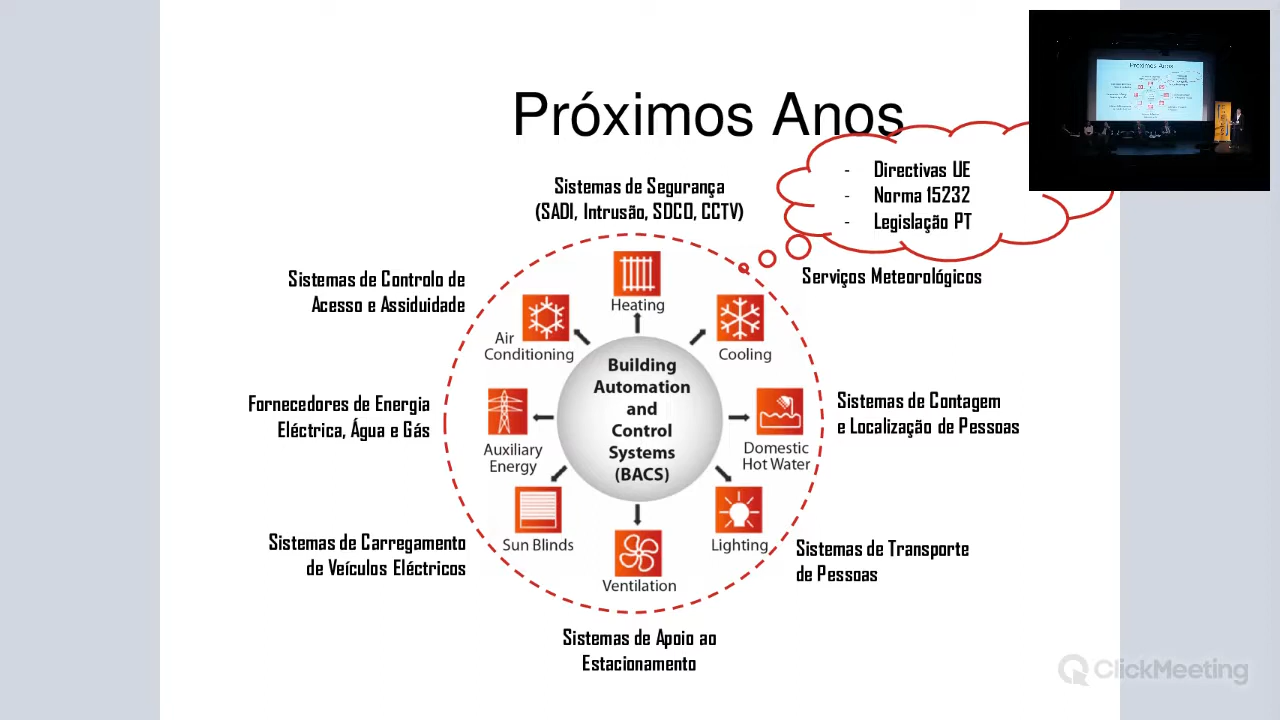 Próximos Anos
- Directivas UE
- Norma 15232
- Legislação PT
Sistemas de Segurança
(SADI, Intrusão, SDCO, CCTV)
Serviços Meteorológicos
Sistemas de Controlo de
Acesso e Assiduidade
Heating
Air
Conditioning
Cooling
Building
Automation
and
Control
Systems
(BACS)
Fornecedores de Energia
Eléctrica, Água e Gás
Sistemas de Contagem
e Localização de Pessoas
Auxiliary
Energy
Domestic
Hot Water
Sun Blinds
Lighting
Ventilation
Sistemas de Carregamento
de Veículos Eléctricos
Sistemas de Transporte
de Pessoas
Sistemas de Apoio ao
Estacionamento
ClickMeeting
Próximos Anos